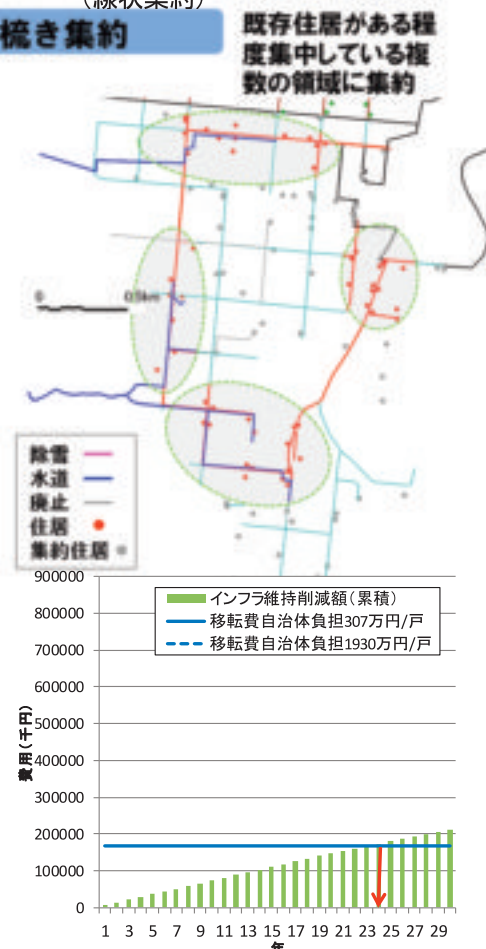 (線状集約)
梳き集約
既存住居がある程
度集中している複
数の領域に集約
0 0.5km
除雪
水道
廃止
住居
集約住居
900000
800000
700000
600000
500000
400000
300000
200000
100000
0
費用(千円)
インフラ維持削減額(累積)
移転費自治体負担307万円/戸
移転費自治体負担1930万円/戸
1 3 5 7 9 11 13 15 17 19 21 23 25 27 29
年